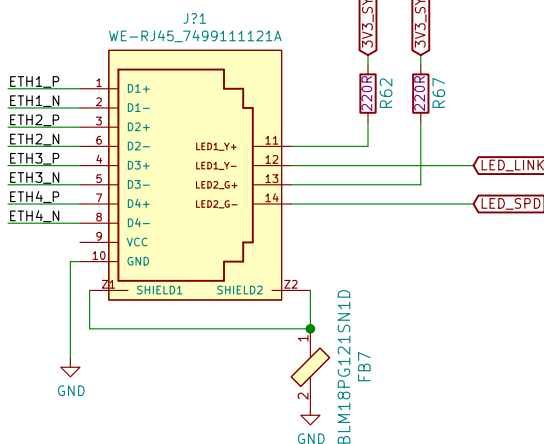 J?1
WE-RJ45_7499111121A
3V3_SY
3V3_SY
220R
R62
220R
R67
ETH1_P 1 D1+
ETH1_N 2 D1-
ETH2_P 3 D2+
ETH2_N 6 D2-
ETH3_P 4 D3+
ETH3_N 5 D3-
ETH4_P 7 D4+
ETH4_N 8 D4-
9 VCC
10 GND
LED1_Y+ 11
LED1_Y- 12 LED_LINK
LED2_G+ 13
LED2_G- 14 LED_SPD
Z1 SHIELD1 SHIELD2 Z2
1
2
BLM18PG121SN1D
FB7
GND
GND